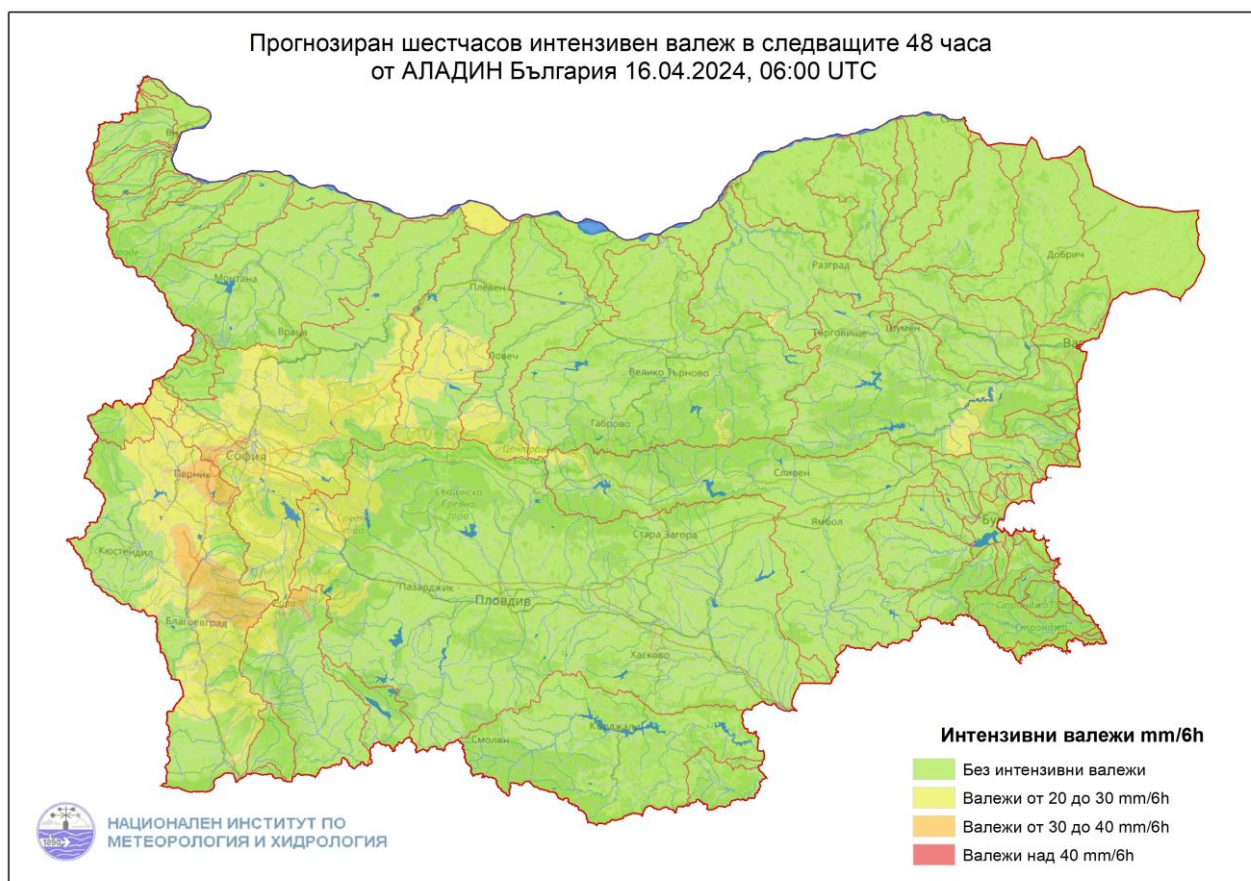 Прогнозиран шестчасов интензивен валеж в следващите 48 часа
от АЛАДИН България 16.04.2024, 06:00 UTC
Монтана
Враца
Плевен
Ловеч
Разград
Добрич
Търговище
Шумен
Велико Търново
Габрово
София
Перник
Сливен
Кюстендил
Стара Загора
Ямбол
Пазарджик
Пловдив
Благоевград
Хасково
Странджа
Смолян
Интензивни валежи mm/6h
Без интензивни валежи
Валежи от 20 до 30 mm/6h
Валежи от 30 до 40 mm/6h
Валежи над 40 mm/6h
1890
НАЦИОНАЛЕН ИНСТИТУТ ПО
МЕТЕОРОЛОГИЯ И ХИДРОЛОГИЯ